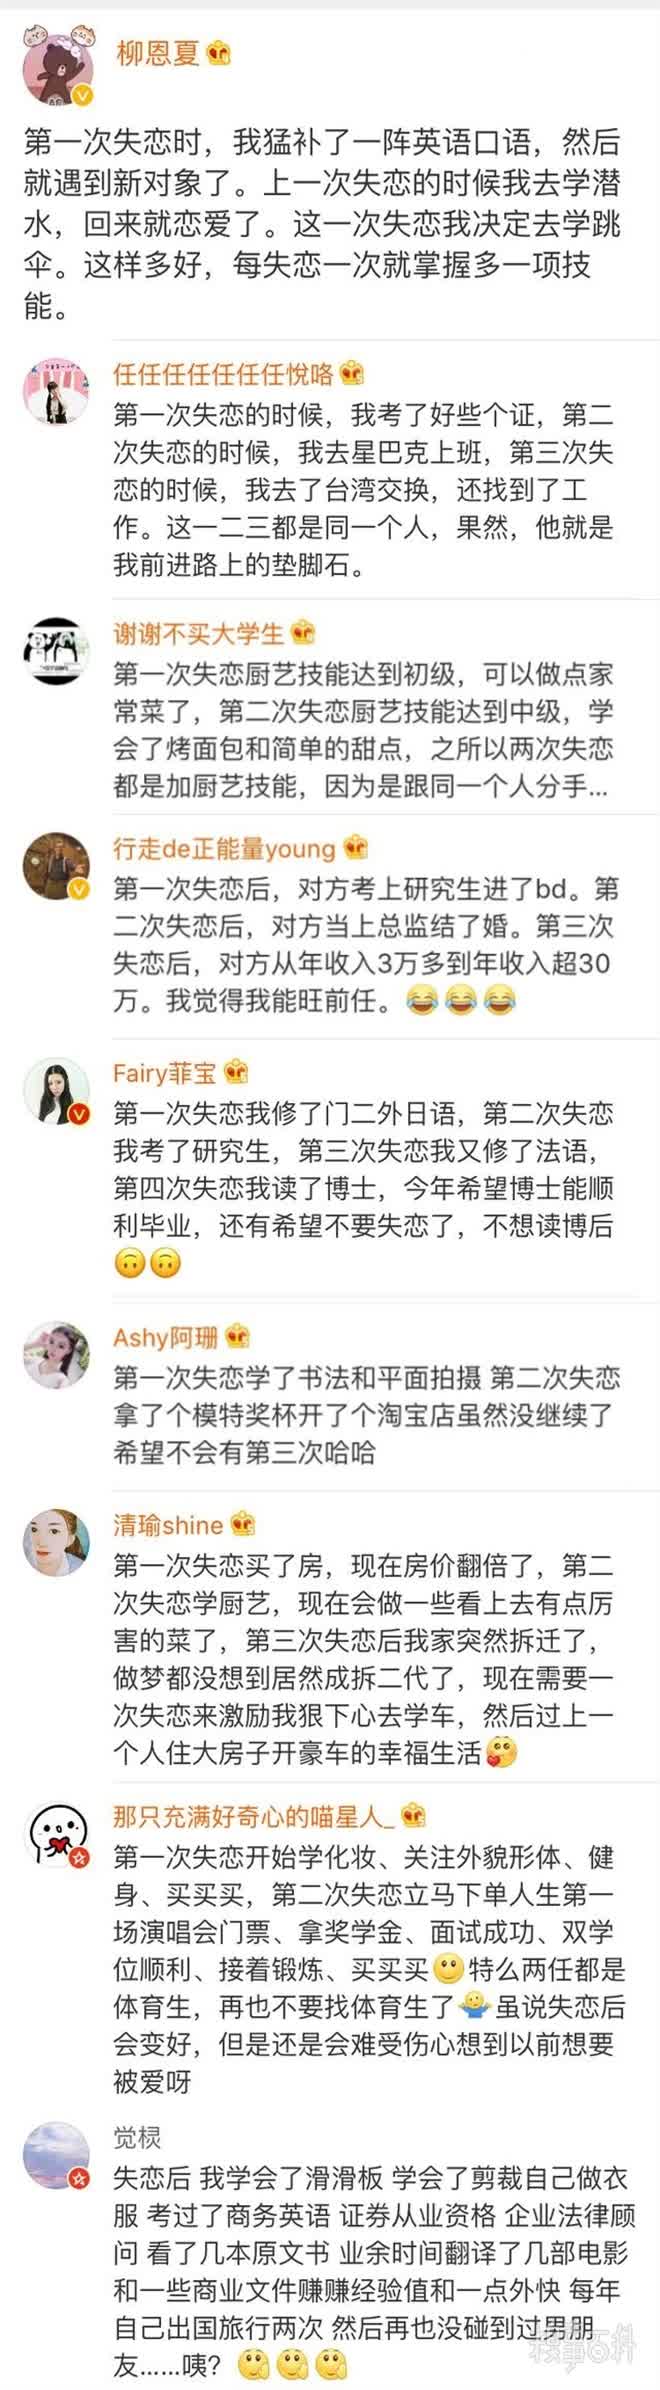 柳恩夏
第一次失恋时，我猛补了一阵英语口语，然后
就遇到新对象了。上一次失恋的时候我去学潜
水，回来就恋爱了。这一次失恋我决定去学跳
伞。这样多好，每失恋一次就掌握多一项技
能。
任任任任任任任悦咯
第一次失恋的时候，我考了好些个证，第二
次失恋的时候，我去星巴克上班，第三次失
恋的时候，我去了台湾交换，还找到了工
作。这一二三都是同一个人，果然，他就是
我前进路上的垫脚石。
谢谢不买大学生
第一次失恋厨艺技能达到初级，可以做点家
常菜了，第二次失恋厨艺技能达到中级，学
会了烤面包和简单的甜点，之所以两次失恋
都是加厨艺技能，因为是跟同一个人分手...
行走de正能量young
第一次失恋后，对方考上研究生进了bd。第
二次失恋后，对方当上总监结了婚。第三次
失恋后，对方从年收入3万多到年收入超30
万。我觉得我能旺前任。😂😂😂
Fairy菲宝
第一次失恋我修了门二外日语，第二次失恋
我考了研究生，第三次失恋我又修了法语，
第四次失恋我读了博士，今年希望博士能顺
利毕业，还有希望不要失恋了，不想读博后
🙃🙃
Ashy阿珊
第一次失恋学了书法和平面拍摄 第二次失恋
拿了个模特奖杯开了个淘宝店虽然没继续了
希望不会有第三次哈哈
清瑜shine
第一次失恋买了房，现在房价翻倍了，第二
次失恋学厨艺，现在会做一些看上去有点厉
害的菜了，第三次失恋后我家突然拆迁了，
做梦都没想到居然成拆二代了，现在需要一
次失恋来激励我狠下心去学车，然后过上一
个人住大房子开豪车的幸福生活
那只充满好奇心的喵星人_
第一次失恋开始学化妆、关注外貌形体、健
身、买买买，第二次失恋立马下单人生第一
场演唱会门票、拿奖学金、面试成功、双学
位顺利、接着锻炼、买买买🙂特么两任都是
体育生，再也不要找体育生了🤷虽说失恋后
会变好，但是还是会难受伤心想到以前想要
被爱呀
觉棂
失恋后 我学会了滑滑板 学会了剪裁自己做衣
服 考过了商务英语 证券从业资格 企业法律顾
问 看了几本原文书 业余时间翻译了几部电影
和一些商业文件赚赚经验值和一点外快 每年
自己出国旅行两次 然后再也没碰到过男朋
友......咦？
糗事百科